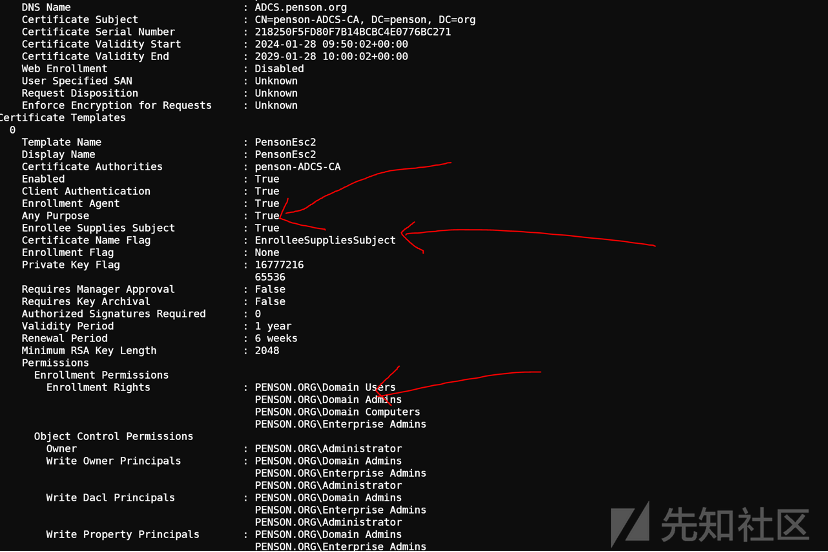 DNS Name : ADCS.penson.org
Certificate Subject : CN=penson-ADCS-CA, DC=penson, DC=org
Certificate Serial Number : 218250F5FD80F7B14BCBC4E0776BC271
Certificate Validity Start : 2024-01-28 09:50:02+00:00
Certificate Validity End : 2029-01-28 10:00:02+00:00
Web Enrollment : Disabled
User Specified SAN : Unknown
Request Disposition : Unknown
Enforce Encryption for Requests : Unknown
Certificate Templates
0
Template Name : PensonEsc2
Display Name : PensonEsc2
Certificate Authorities : penson-ADCS-CA
Enabled : True
Client Authentication : True
Enrollment Agent : True
Any Purpose : True
Enrollee Supplies Subject : True
Certificate Name Flag : EnrolleeSuppliesSubject
Enrollment Flag : None
Private Key Flag : 16777216
65536
Requires Manager Approval : False
Requires Key Archival : False
Authorized Signatures Required : 0
Validity Period : 1 year
Renewal Period : 6 weeks
Minimum RSA Key Length : 2048
Permissions
Enrollment Permissions
Enrollment Rights : PENSON.ORG\Domain Users
PENSON.ORG\Domain Admins
PENSON.ORG\Domain Computers
PENSON.ORG\Enterprise Admins
Object Control Permissions
Owner : PENSON.ORG\Administrator
Write Owner Principals : PENSON.ORG\Domain Admins
PENSON.ORG\Enterprise Admins
PENSON.ORG\Administrator
Write Dacl Principals : PENSON.ORG\Domain Admins
PENSON.ORG\Enterprise Admins
PENSON.ORG\Administrator
Write Property Principals : PENSON.ORG\Domain Admins
PENSON.ORG\Enterprise Admins
先知社区